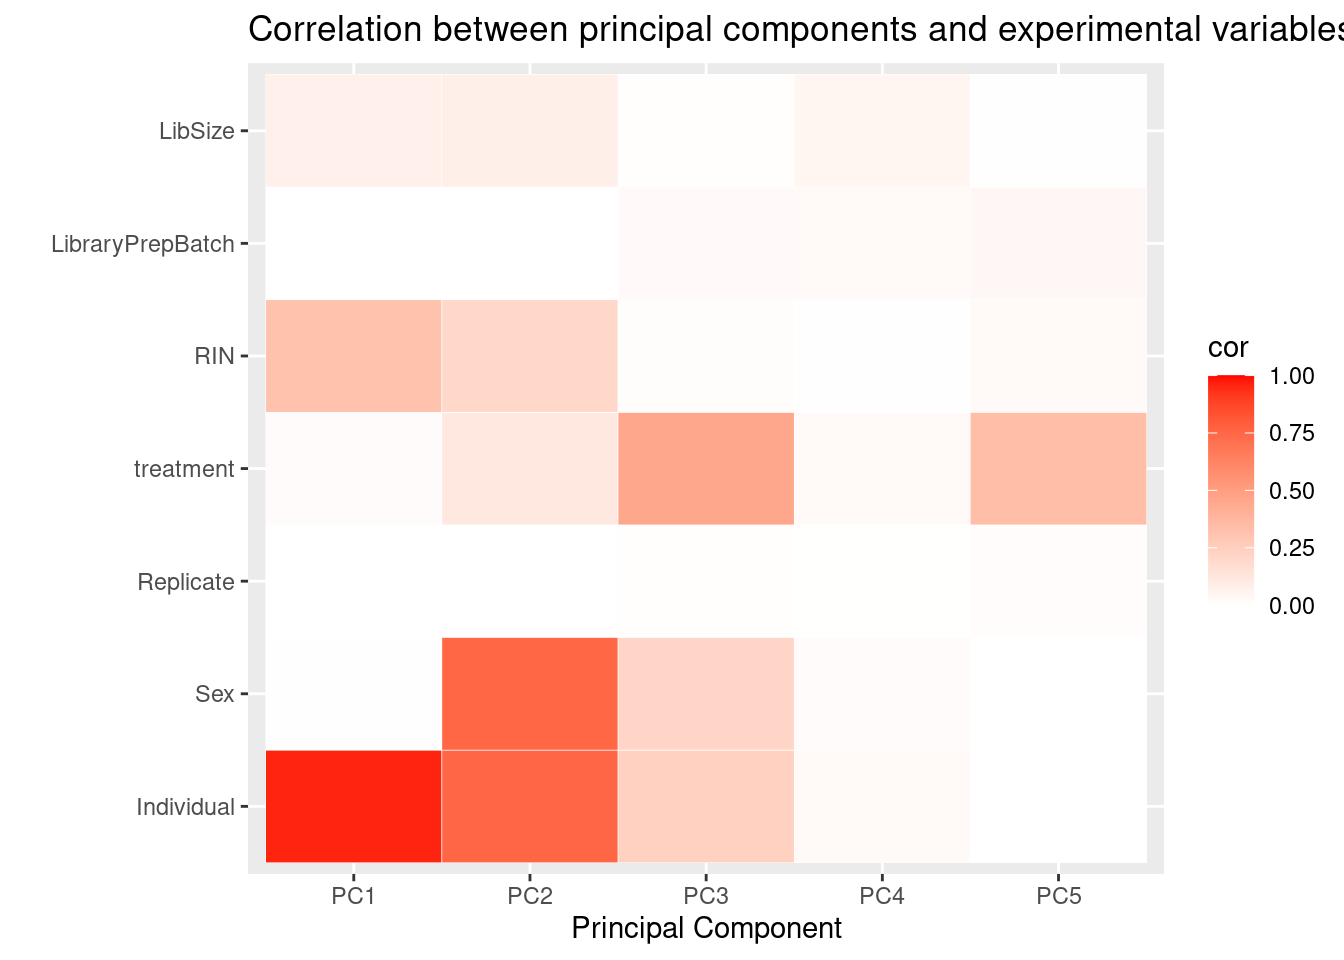 Correlation between principal components and experimental variables
LibSize
LibraryPrepBatch
RIN
treatment
Replicate
Sex
Individual
PC1 PC2 PC3 PC4 PC5
Principal Component
cor
1.00
0.75
0.50
0.25
0.00